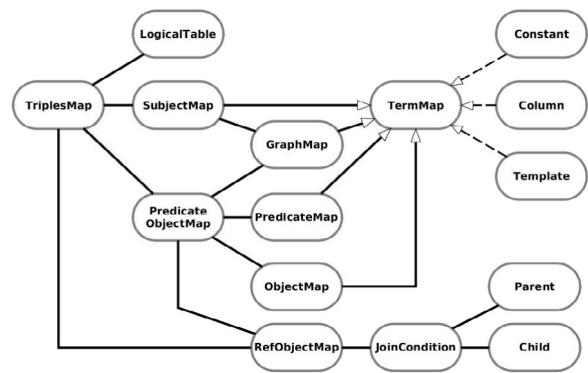 LogicalTable
Constant
TriplesMap
SubjectMap
TermMap
Column
GraphMap
Template
Predicate
ObjectMap
PredicateMap
ObjectMap
Parent
RefObjectMap
JoinCondition
Child